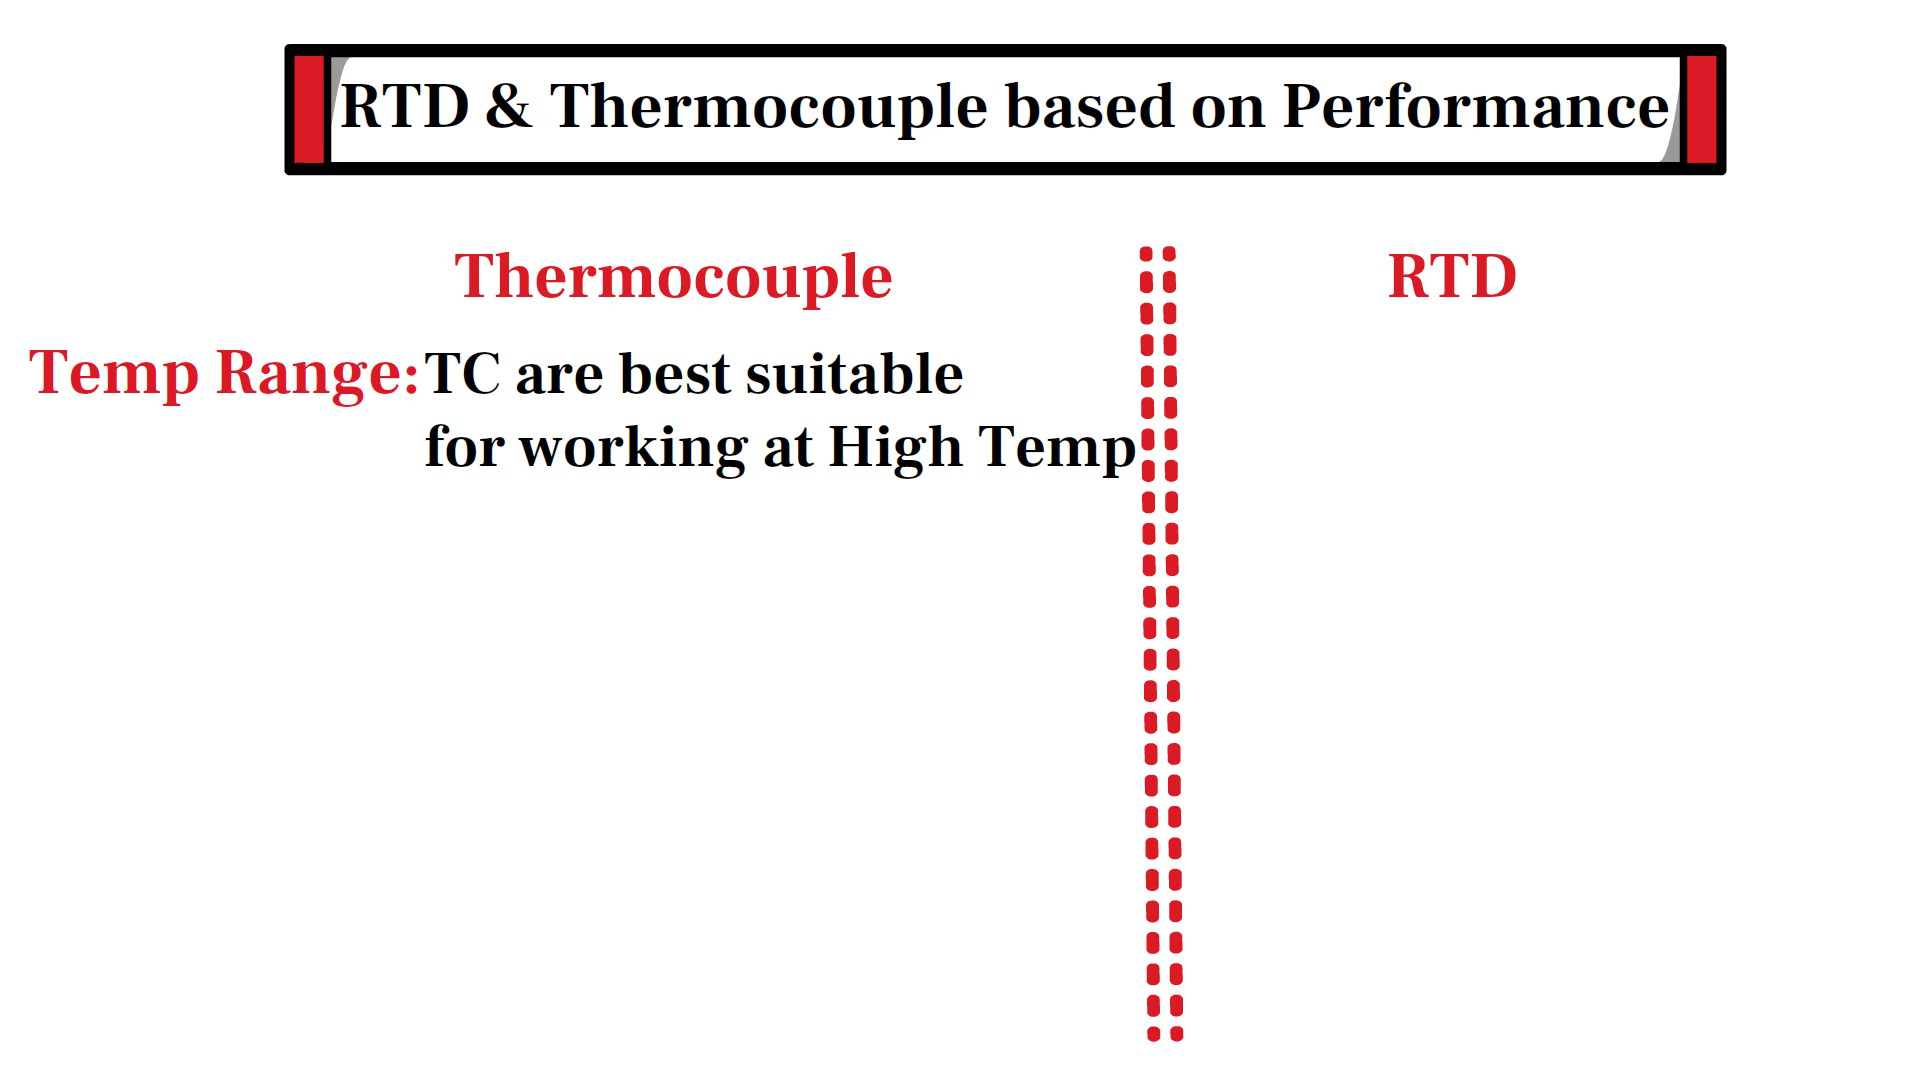 RTD & Thermocouple based on Performance
Thermocouple
RTD
Temp Range: TC are best suitable
for working at High Temp